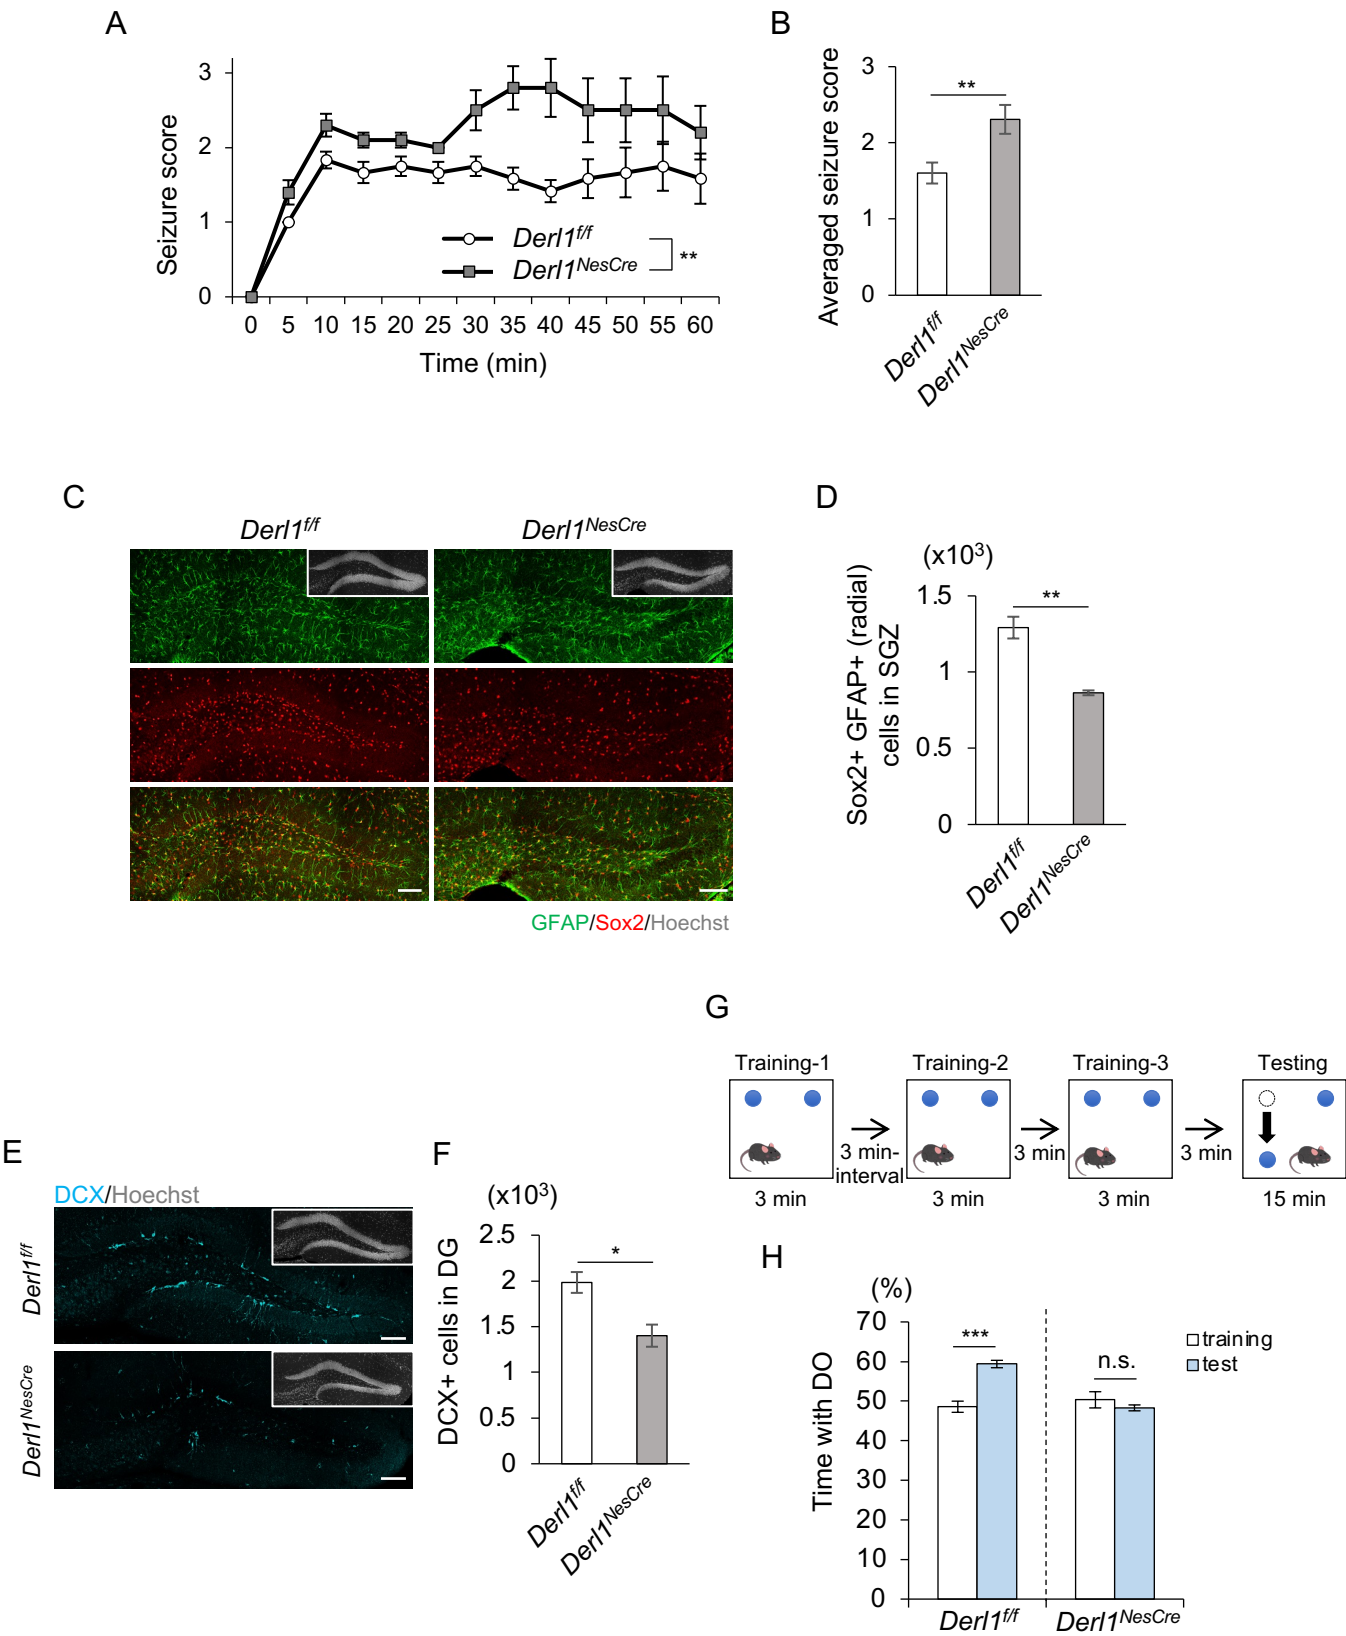 A
Seizure score
3
2
1
0
0 5 10 15 20 25 30 35 40 45 50 55 60
Time (min)
Derl1f/f
Derl1NesCre
**
B
Averaged seizure score
3
2
1
0
**
Derl1f/f
Derl1NesCre
C
Derl1f/f
Derl1NesCre
GFAP/Sox2/Hoechst
D
(x10³)
Sox2+ GFAP+ (radial)
cells in SGZ
1.5
1
0.5
0
**
Derl1f/f
Derl1NesCre
E
DCX/Hoechst
Derl1f/f
Derl1NesCre
F
(x10³)
DCX+ cells in DG
2.5
2
1.5
1
0.5
0
*
Derl1f/f
Derl1NesCre
G
Training-1
Training-2
Training-3
Testing
3 min-
interval
3 min
3 min
3 min
3 min
3 min
15 min
H
(%)
Time with DO
70
60
50
40
30
20
10
0
***
n.s.
training
test
Derl1f/f
Derl1NesCre